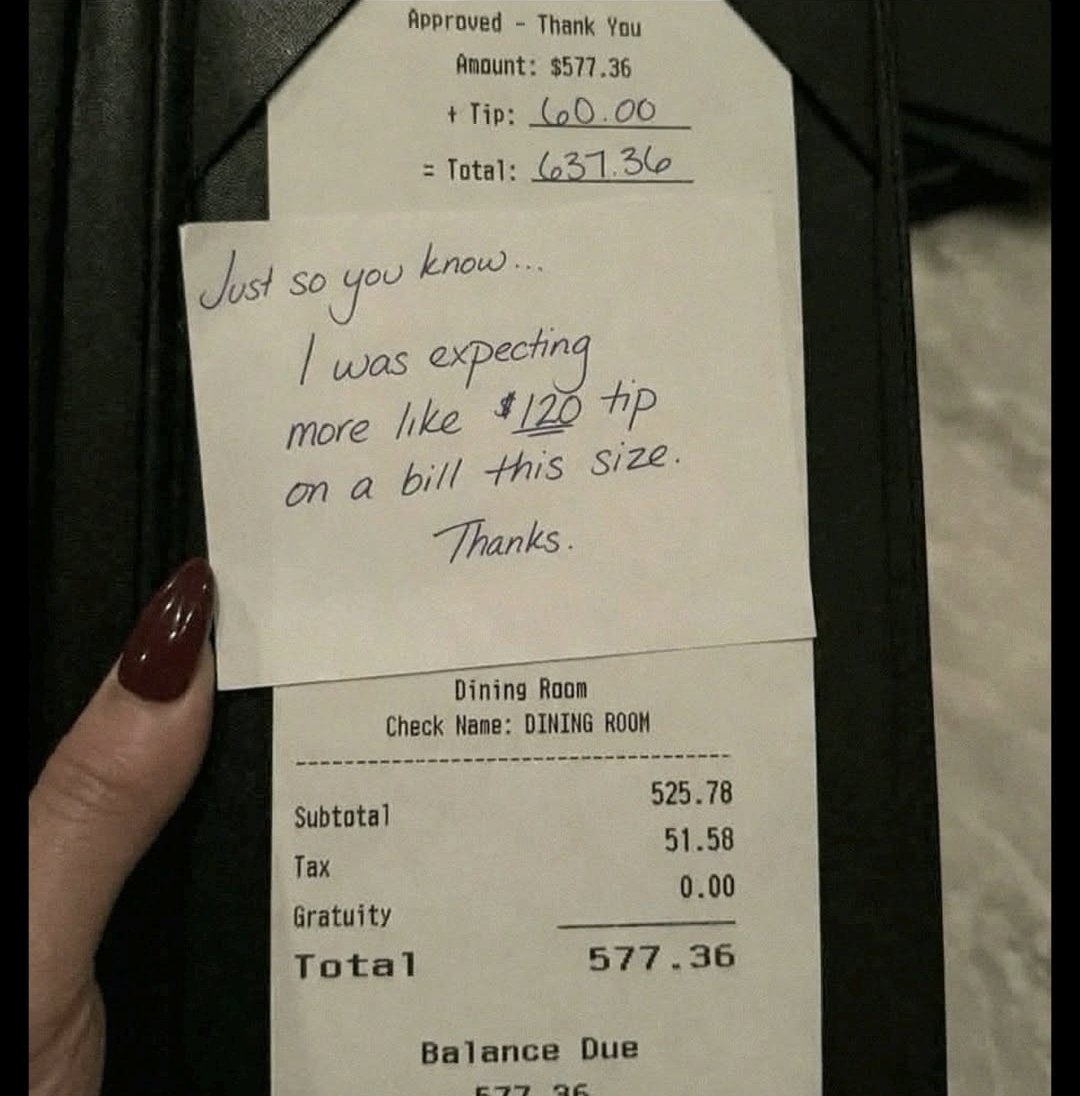 Approved - Thank You
Amount: $577.36
+ Tip: 60.00
= Total: 637.36
Just so you know...
I was expecting
more like $120 tip
on a bill this size.
Thanks.
Dining Room
Check Name: DINING ROOM
Subtotal 525.78
Tax 51.58
Gratuity 0.00
Total 577.36
Balance Due
577.36